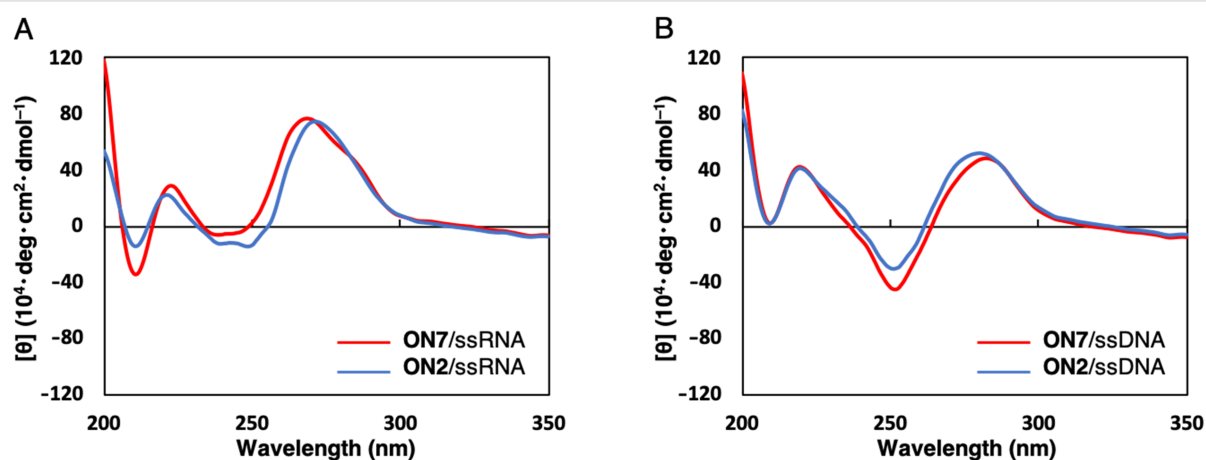 A
120
80
40
0
−40
−80
−120
[θ] (10⁴·deg·cm²·dmol⁻¹)
ON7/ssRNA
ON2/ssRNA
200
250
300
350
Wavelength (nm)
B
120
80
40
0
−40
−80
−120
[θ] (10⁴·deg·cm²·dmol⁻¹)
ON7/ssDNA
ON2/ssDNA
200
250
300
350
Wavelength (nm)